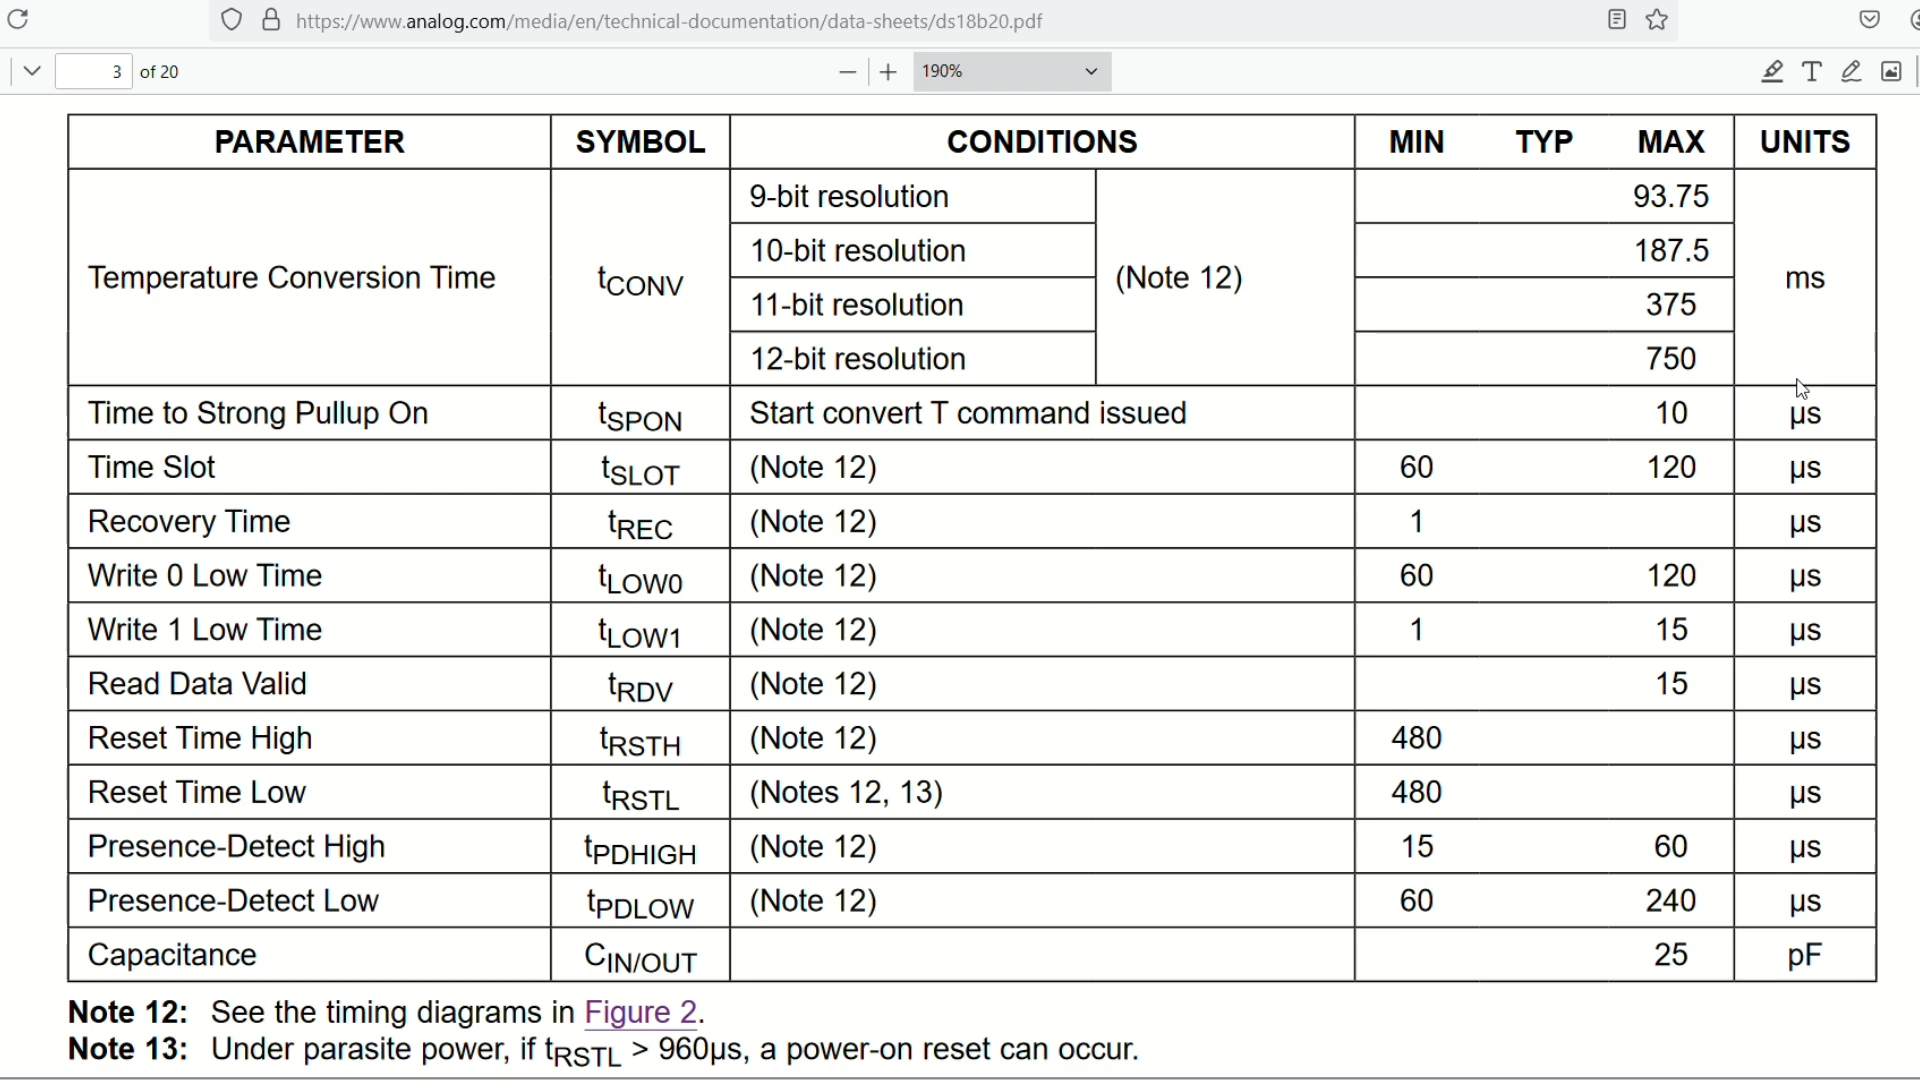 https://www.analog.com/media/en/technical-documentation/data-sheets/ds18b20.pdf
3 of 20
190%
PARAMETER SYMBOL CONDITIONS MIN TYP MAX UNITS
Temperature Conversion Time tCONV (Note 12) ms
9-bit resolution 93.75
10-bit resolution 187.5
11-bit resolution 375
12-bit resolution 750
Time to Strong Pullup On tSPON Start convert T command issued 10 µs
Time Slot tSLOT (Note 12) 60 120 µs
Recovery Time tREC (Note 12) 1 µs
Write 0 Low Time tLOW0 (Note 12) 60 120 µs
Write 1 Low Time tLOW1 (Note 12) 1 15 µs
Read Data Valid tRDV (Note 12) 15 µs
Reset Time High tRSTH (Note 12) 480 µs
Reset Time Low tRSTL (Notes 12, 13) 480 µs
Presence-Detect High tPDHIGH (Note 12) 15 60 µs
Presence-Detect Low tPDLOW (Note 12) 60 240 µs
Capacitance CIN/OUT 25 pF
Note 12: See the timing diagrams in Figure 2.
Note 13: Under parasite power, if tRSTL > 960µs, a power-on reset can occur.